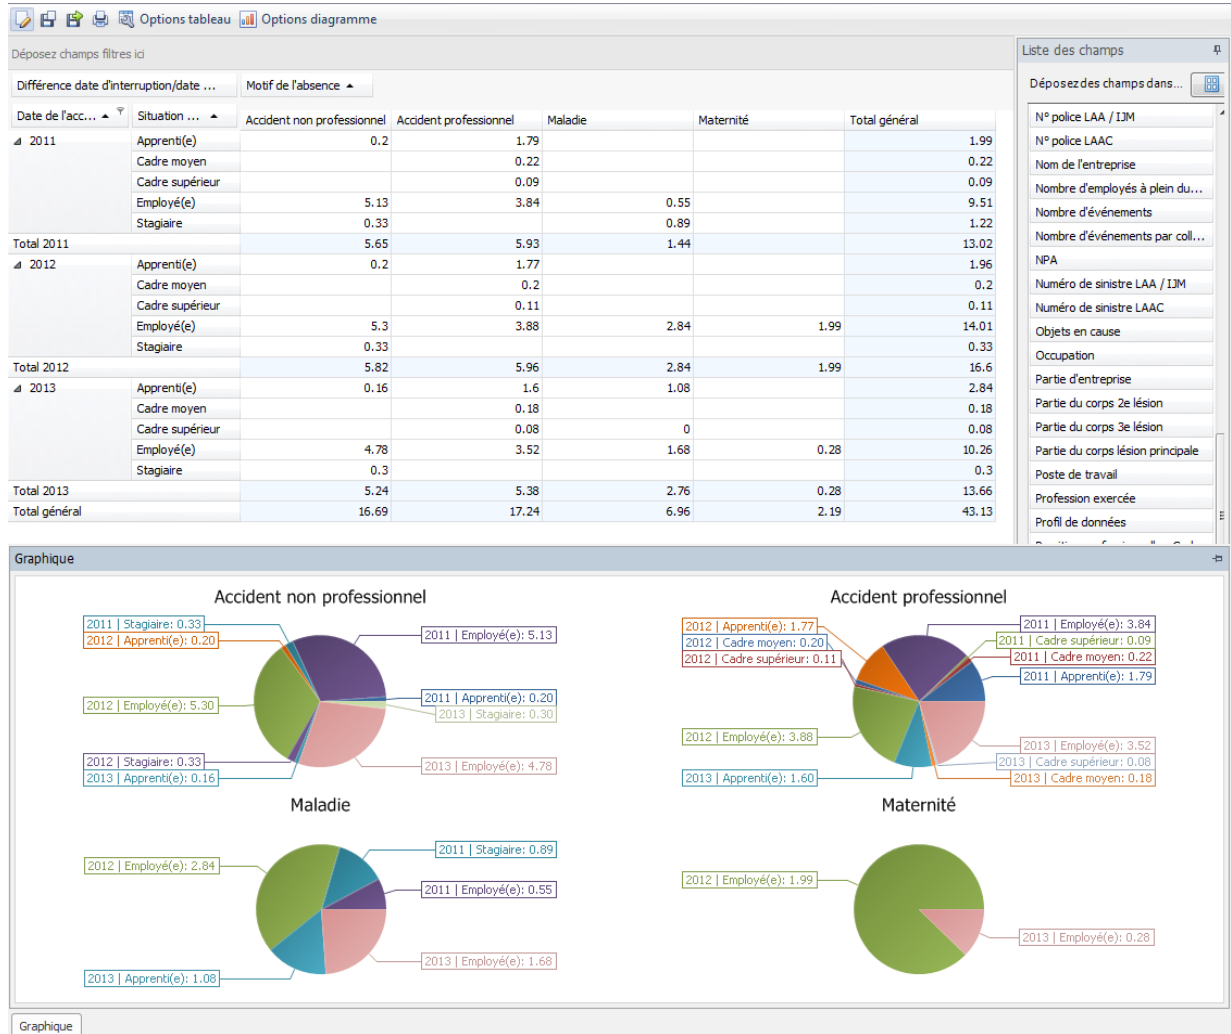 Options tableau Options diagramme
Déposez champs filtres ici
Différence date d'interruption/date ... Motif de l'absence
Date de l'acc... Situation ... Accident non professionnel Accident professionnel Maladie Maternité Total général
2011 Apprenti(e) 0.2 1.79 1.99
Cadre moyen 0.22 0.22
Cadre supérieur 0.09 0.09
Employé(e) 5.13 3.84 0.55 9.51
Stagiaire 0.33 0.89 1.22
Total 2011 5.65 5.93 1.44 13.02
2012 Apprenti(e) 0.2 1.77 1.96
Cadre moyen 0.2 0.2
Cadre supérieur 0.11 0.11
Employé(e) 5.3 3.88 2.84 1.99 14.01
Stagiaire 0.33 0.33
Total 2012 5.82 5.96 2.84 1.99 16.6
2013 Apprenti(e) 0.16 1.6 1.08 2.84
Cadre moyen 0.18 0.18
Cadre supérieur 0.08 0 0.08
Employé(e) 4.78 3.52 1.68 0.28 10.26
Stagiaire 0.3 0.3
Total 2013 5.24 5.38 2.76 0.28 13.66
Total général 16.69 17.24 6.96 2.19 43.13
Liste des champs
Déposez des champs dans...
N° police LAA / IJM
N° police LAAC
Nom de l'entreprise
Nombre d'employés à plein du...
Nombre d'événements
Nombre d'événements par coll...
NPA
Numéro de sinistre LAA / IJM
Numéro de sinistre LAAC
Objets en cause
Occupation
Partie d'entreprise
Partie du corps 2e lésion
Partie du corps 3e lésion
Partie du corps lésion principale
Poste de travail
Profession exercée
Profil de données
Graphique
Accident non professionnel
2011 | Stagiaire: 0.33
2012 | Apprenti(e): 0.20
2011 | Employé(e): 5.13
2012 | Employé(e): 5.30
2011 | Apprenti(e): 0.20
2013 | Stagiaire: 0.30
2012 | Stagiaire: 0.33
2013 | Apprenti(e): 0.16
2013 | Employé(e): 4.78
Accident professionnel
2012 | Apprenti(e): 1.77
2012 | Cadre moyen: 0.20
2012 | Cadre supérieur: 0.11
2011 | Employé(e): 3.84
2011 | Cadre supérieur: 0.09
2011 | Cadre moyen: 0.22
2011 | Apprenti(e): 1.79
2012 | Employé(e): 3.88
2013 | Apprenti(e): 1.60
2013 | Employé(e): 3.52
2013 | Cadre supérieur: 0.08
2013 | Cadre moyen: 0.18
Maladie
2012 | Employé(e): 2.84
2011 | Stagiaire: 0.89
2011 | Employé(e): 0.55
2013 | Apprenti(e): 1.08
2013 | Employé(e): 1.68
Maternité
2012 | Employé(e): 1.99
2013 | Employé(e): 0.28
Graphique